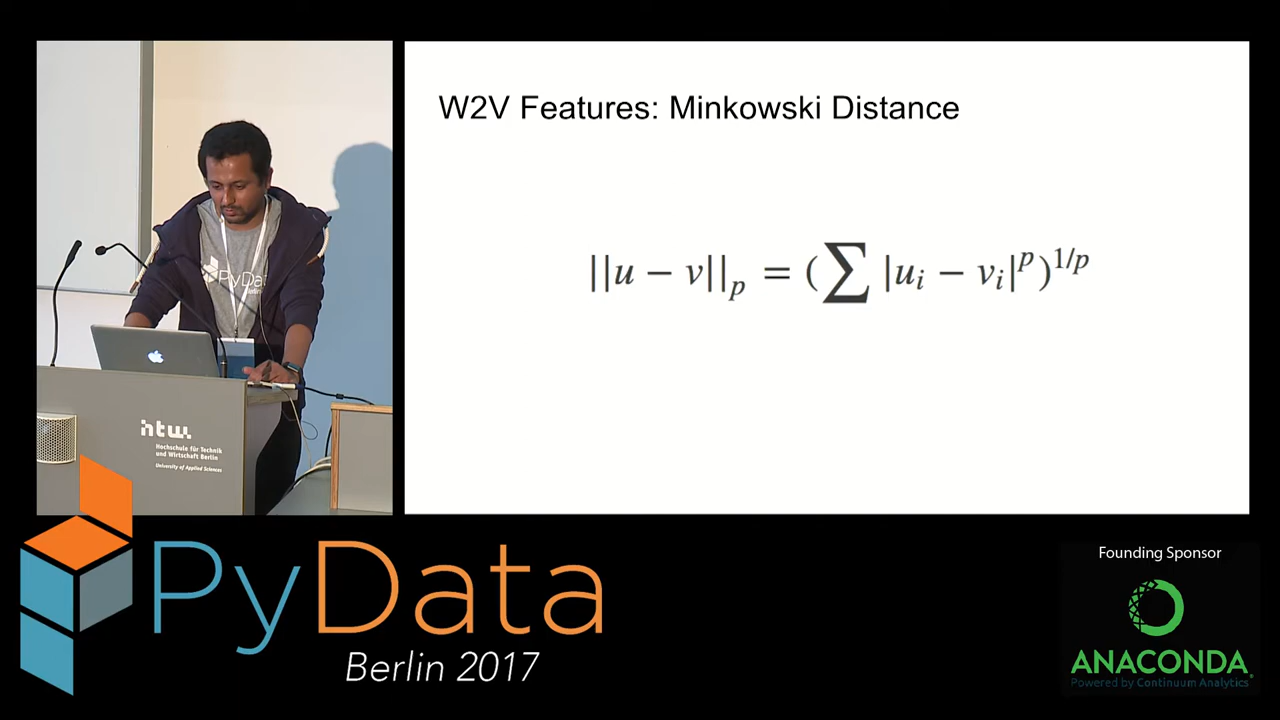 W2V Features: Minkowski Distance
||u − v||ₚ = (∑ |uᵢ − vᵢ|ᵖ)¹/ᵖ
PyData
htw
Hochschule für Technik
und Wirtschaft Berlin
University of Applied Sciences
PyData
Berlin 2017
Founding Sponsor
ANACONDA
Powered by Continuum Analytics